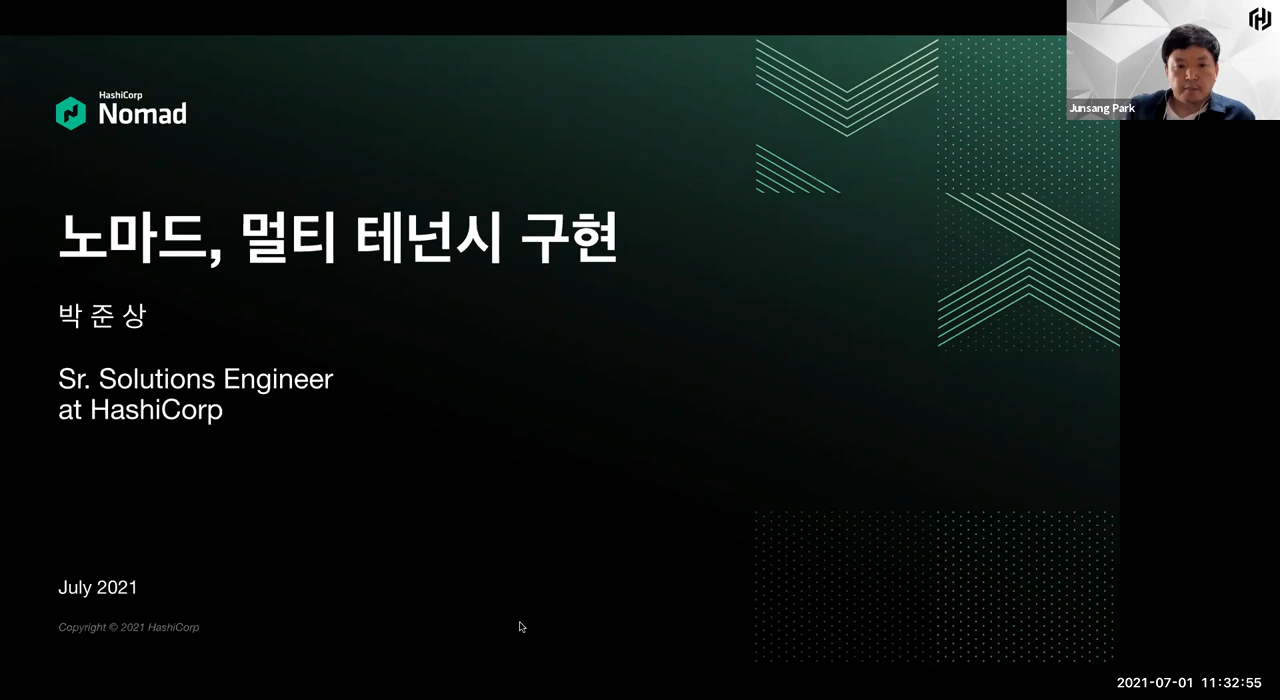 HashiCorp
Nomad
노마드, 멀티 테넌시 구현
박 준 상
Sr. Solutions Engineer
at HashiCorp
July 2021
Copyright © 2021 HashiCorp
Junsang Park
2021-07-01 11:32:55